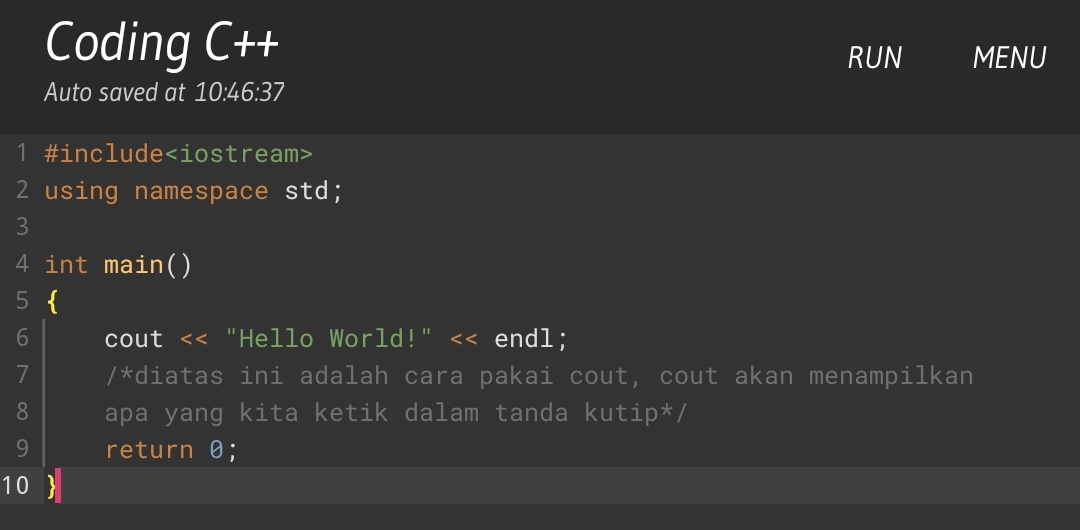 Coding C++
Auto saved at 10:46:37
RUN
MENU
1 #include<iostream>
2 using namespace std;
3
4 int main()
5 {
6     cout << "Hello World!" << endl;
7     /*diatas ini adalah cara pakai cout, cout akan menampilkan
8     apa yang kita ketik dalam tanda kutip*/
9     return 0;
10 }